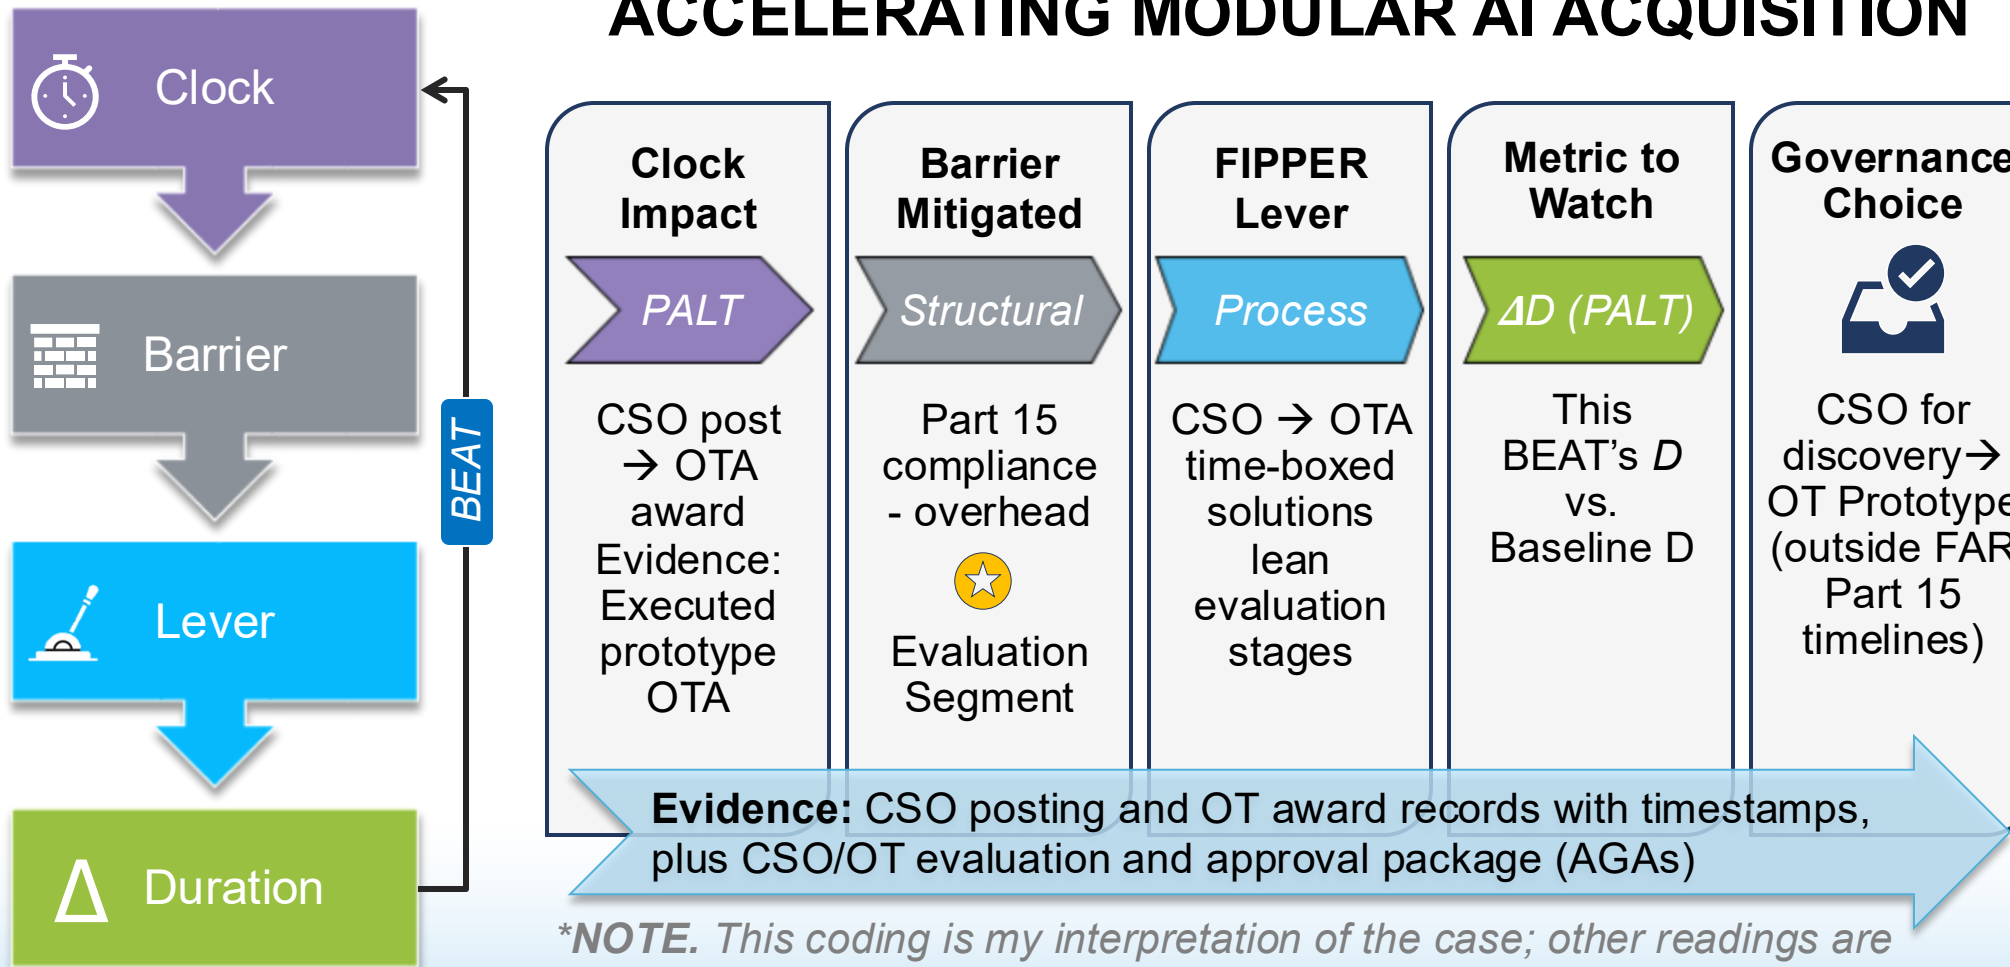 ACCELERATING MODULAR AI ACQUISITION
Clock
Barrier
Lever
Δ Duration
BEAT
Clock
Impact
PALT
CSO post
→ OTA
award
Evidence:
Executed
prototype
OTA
Barrier
Mitigated
Structural
Part 15
compliance
- overhead
Evaluation
Segment
FIPPER
Lever
Process
CSO → OTA
time-boxed
solutions
lean
evaluation
stages
Metric to
Watch
ΔD (PALT)
This
BEAT's D
vs.
Baseline D
Governance
Choice
CSO for
discovery→
OT Prototype
(outside FAR
Part 15
timelines)
Evidence: CSO posting and OT award records with timestamps,
plus CSO/OT evaluation and approval package (AGAs)
*NOTE. This coding is my interpretation of the case; other readings are